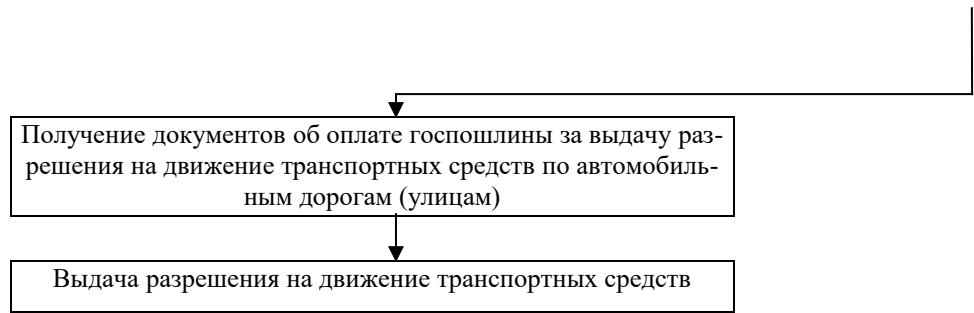 Получение документов об оплате госпошлины за выдачу раз-
решения на движение транспортных средств по автомобиль-
ным дорогам (улицам)
Выдача разрешения на движение транспортных средств